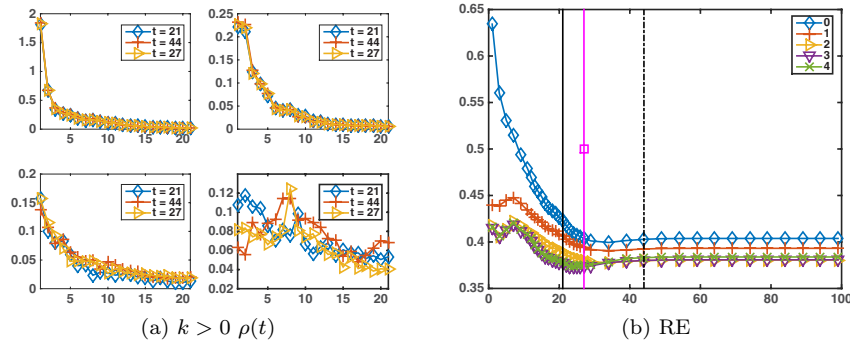 2
1.5
1
0.5
0
5 10 15 20
t = 21
t = 44
t = 27
0.25
0.2
0.15
0.1
0.05
0
5 10 15 20
t = 21
t = 44
t = 27
0.2
0.15
0.1
0.05
0
5 10 15 20
t = 21
t = 44
t = 27
0.12
0.1
0.08
0.06
0.04
0.02
5 10 15 20
t = 21
t = 44
t = 27
(a) k > 0 ρ(t)
0.65
0.6
0.55
0.5
0.45
0.4
0.35
0 20 40 60 80 100
0
1
2
3
4
(b) RE